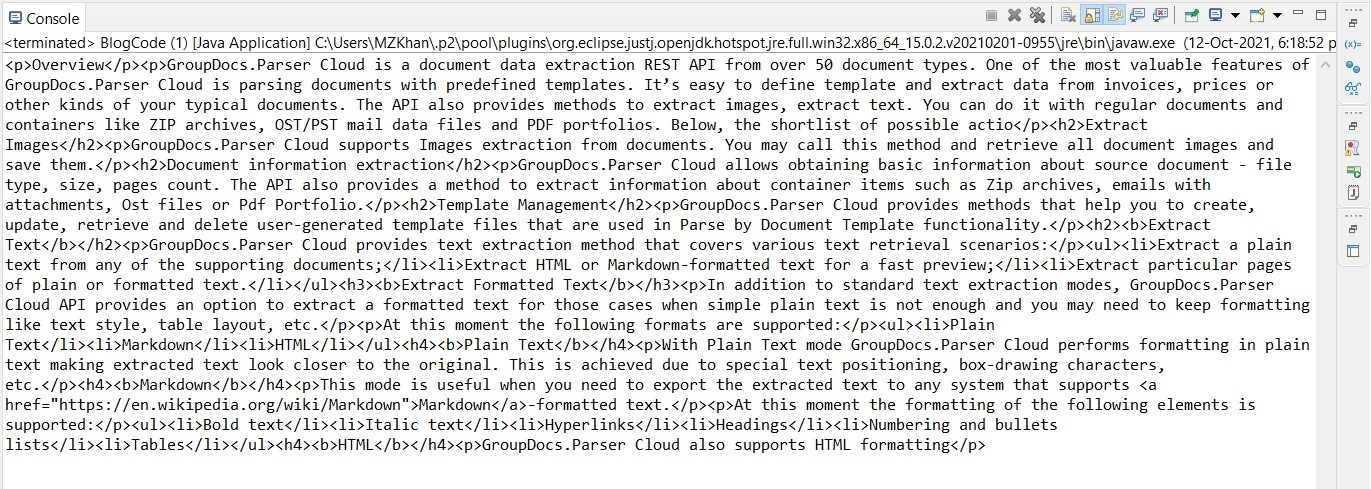 Console
<terminated> BlogCode (1) [Java Application] C:\Users\MZKhan\.p2\pool\plugins\org.eclipse.justj.openjdk.hotspot.jre.full.win32.x86_64_15.0.2.v20210201-0955\jre\bin\javaw.exe (12-Oct-2021, 6:18:52 p
<p>Overview</p><p>GroupDocs.Parser Cloud is a document data extraction REST API from over 50 document types. One of the most valuable features of
GroupDocs.Parser Cloud is parsing documents with predefined templates. It’s easy to define template and extract data from invoices, prices or
other kinds of your typical documents. The API also provides methods to extract images, extract text. You can do it with regular documents and
containers like ZIP archives, OST/PST mail data files and PDF portfolios. Below, the shortlist of possible actio</p><h2>Extract
Images</h2><p>GroupDocs.Parser Cloud supports Images extraction from documents. You may call this method and retrieve all document images and
save them.</p><h2>Document information extraction</h2><p>GroupDocs.Parser Cloud allows obtaining basic information about source document - file
type, size, pages count. The API also provides a method to extract information about container items such as Zip archives, emails with
attachments, Ost files or Pdf Portfolio.</p><h2>Template Management</h2><p>GroupDocs.Parser Cloud provides methods that help you to create,
update, retrieve and delete user-generated template files that are used in Parse by Document Template functionality.</p><h2><b>Extract
Text</b></h2><p>GroupDocs.Parser Cloud provides text extraction method that covers various text retrieval scenarios:</p><ul><li>Extract a plain
text from any of the supporting documents;</li><li>Extract HTML or Markdown-formatted text for a fast preview;</li><li>Extract particular pages
of plain or formatted text.</li></ul><h3><b>Extract Formatted Text</b></h3><p>In addition to standard text extraction modes, GroupDocs.Parser
Cloud API provides an option to extract a formatted text for those cases when simple plain text is not enough and you may need to keep formatting
like text style, table layout, etc.</p><p>At this moment the following formats are supported:</p><ul><li>Plain
Text</li><li>Markdown</li><li>HTML</li></ul><h4><b>Plain Text</b></h4><p>With Plain Text mode GroupDocs.Parser Cloud performs formatting in plain
text making extracted text look closer to the original. This is achieved due to special text positioning, box-drawing characters,
etc.</p><h4><b>Markdown</b></h4><p>This mode is useful when you need to export the extracted text to any system that supports <a
href="https://en.wikipedia.org/wiki/Markdown">Markdown</a>-formatted text.</p><p>At this moment the formatting of the following elements is
supported:</p><ul><li>Bold text</li><li>Italic text</li><li>Hyperlinks</li><li>Headings</li><li>Numbering and bullets
lists</li><li>Tables</li></ul><h4><b>HTML</b></h4><p>GroupDocs.Parser Cloud also supports HTML formatting</p>